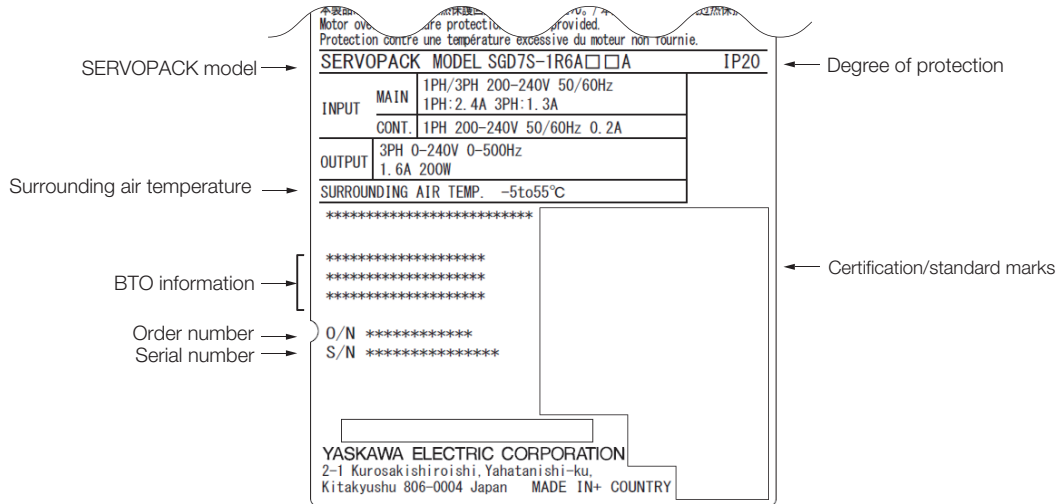 Motor ove re protecti rovided.
Protection contre une température excessive du moteur non fournie.
SERVOPACK model
SERVOPACK MODEL SGD7S-1R6A□□A IP20
Degree of protection
INPUT
MAIN
1PH/3PH 200-240V 50/60Hz
1PH:2.4A 3PH:1.3A
CONT.
1PH 200-240V 50/60Hz 0.2A
OUTPUT
3PH 0-240V 0-500Hz
1.6A 200W
Surrounding air temperature
SURROUNDING AIR TEMP. -5to55℃
**************************
BTO information
********************
********************
********************
Certification/standard marks
Order number
O/N ************
Serial number
S/N ***************
YASKAWA ELECTRIC CORPORATION
2-1 Kurosakishiroishi, Yahatanishi-ku,
Kitakyushu 806-0004 Japan MADE IN+ COUNTRY